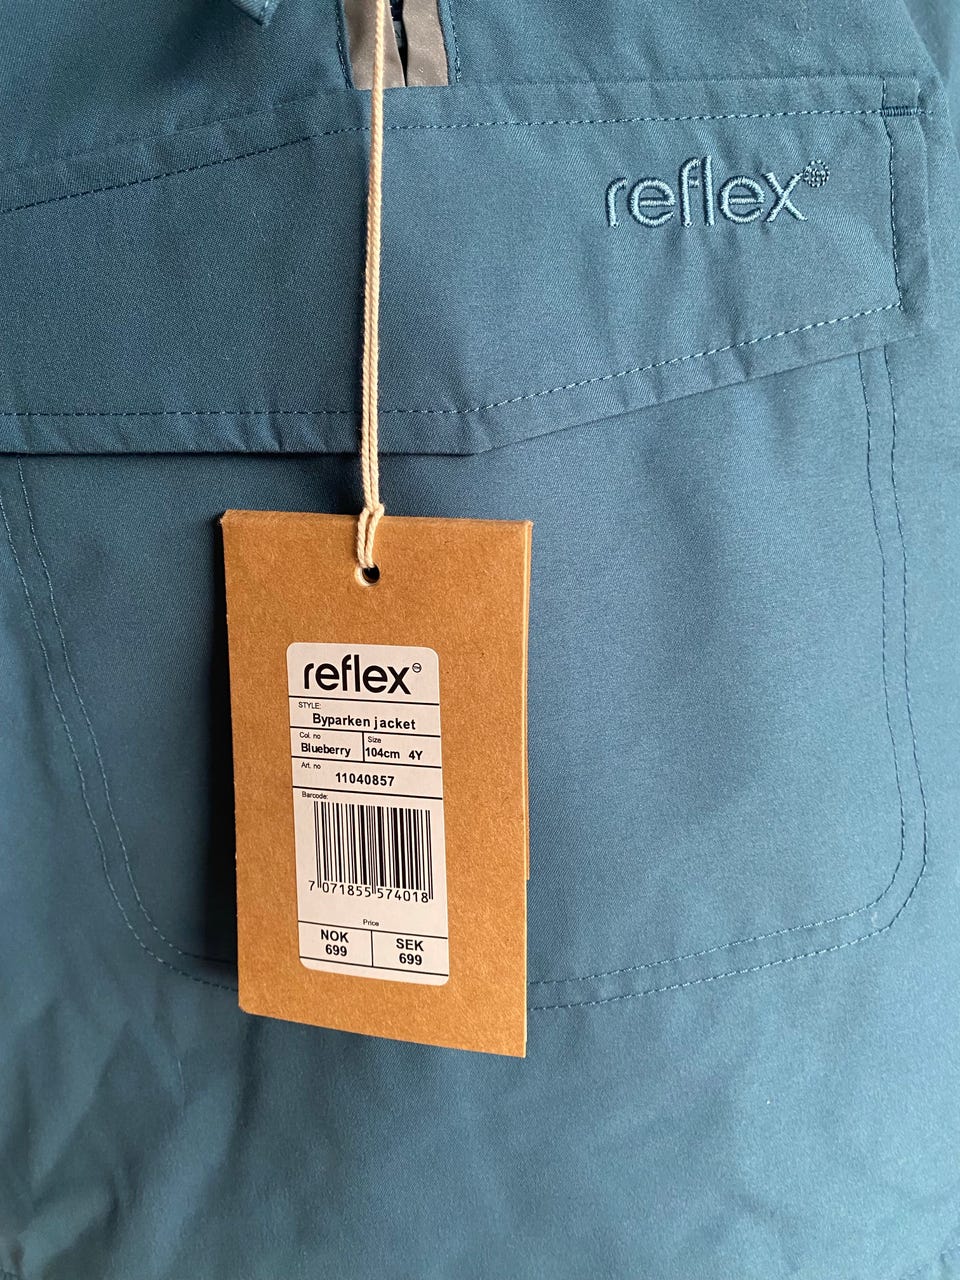 reflex
reflex™
STYLE:
Byparken jacket
Col. no
Size
Blueberry
104cm 4Y
Art. no
11040857
Barcode:
7 071855 574018
Price
NOK
SEK
699
699